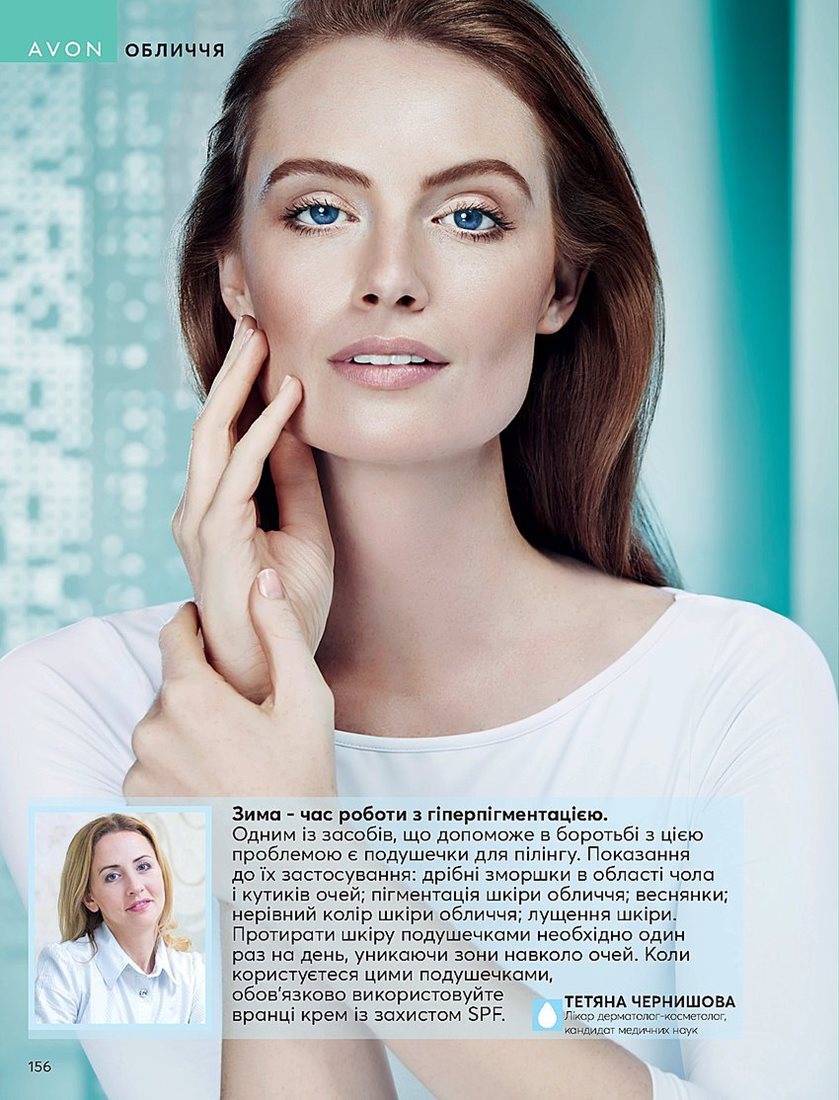 AVON ОБЛИЧЧЯ
Зима - час роботи з гіперпігментацією.
Одним із засобів, що допоможе в боротьбі з цією
проблемою є подушечки для пілінгу. Показання
до їх застосування: дрібні зморшки в області чола
і кутиків очей; пігментація шкіри обличчя; веснянки;
нерівний колір шкіри обличчя; лущення шкіри.
Протирати шкіру подушечками необхідно один
раз на день, уникаючи зони навколо очей. Коли
користуєтеся цими подушечками,
обов'язково використовуйте
вранці крем із захистом SPF.
ТЕТЯНА ЧЕРНИШОВА
Лікар дерматолог-косметолог,
кандидат медичних наук
156